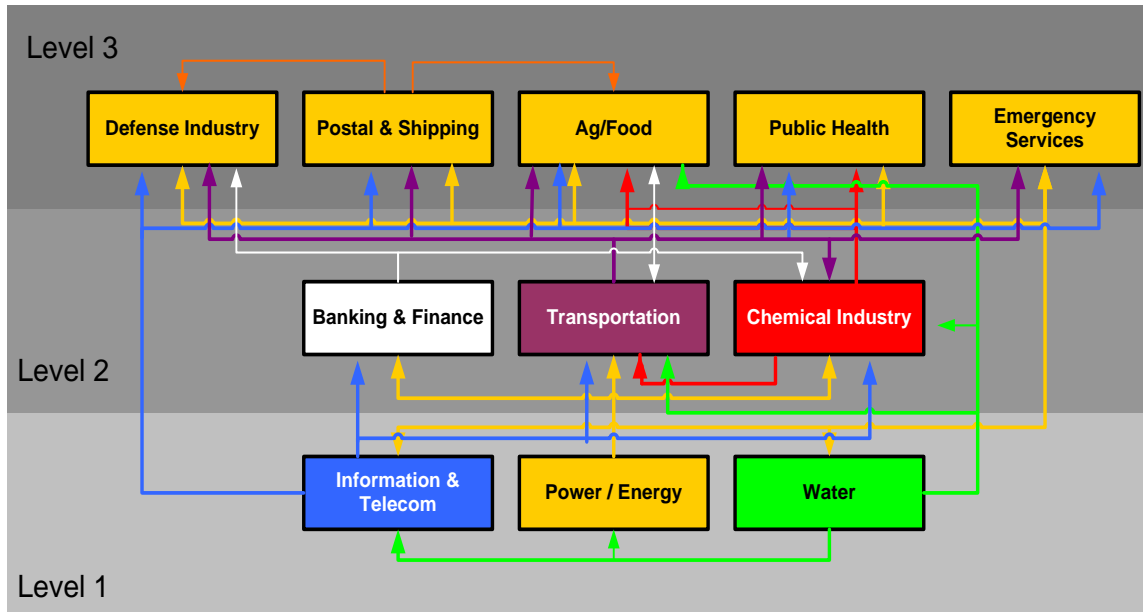 Level 3
Defense Industry
Postal & Shipping
Ag/Food
Public Health
Emergency
Services
Banking & Finance
Transportation
Chemical Industry
Level 2
Information &
Telecom
Power / Energy
Water
Level 1